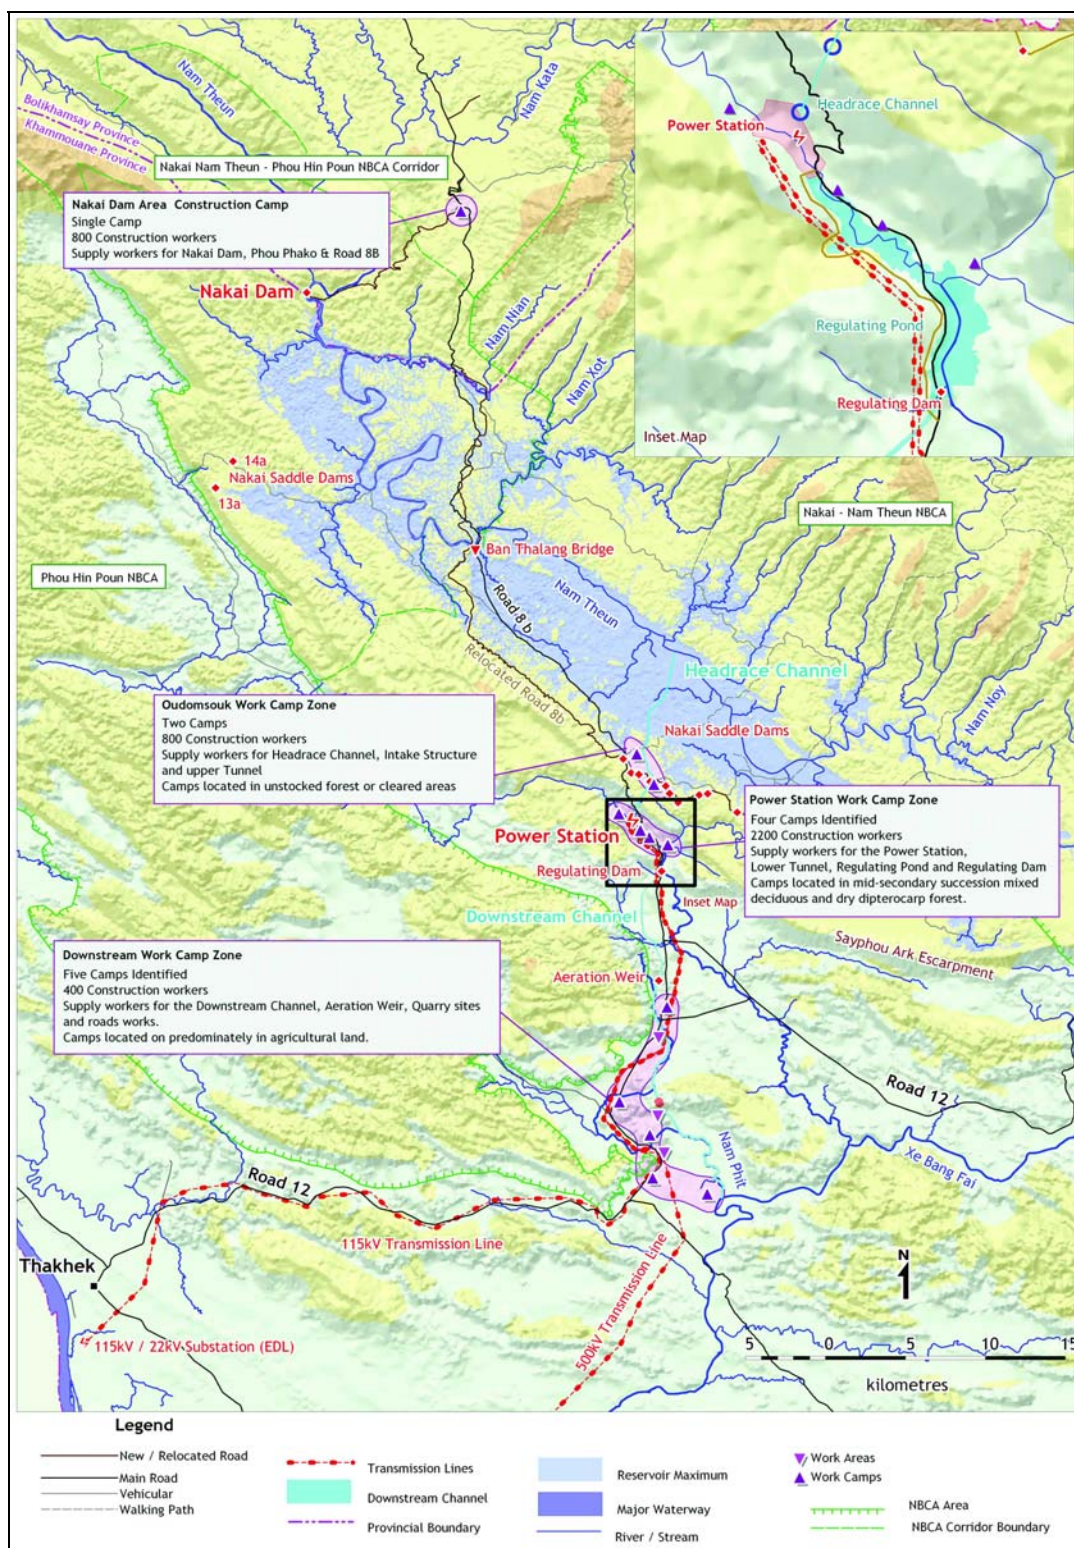 Nam Theun
Nam Kata
Bolikhamsay Province
Khammouane Province
Nakai Nam Theun - Phou Hin Poun NBCA Corridor
Nakai Dam Area Construction Camp
Single Camp
800 Construction workers
Supply workers for Nakai Dam, Phou Phako & Road 8B
Nakai Dam
Nam Nian
Nam Xot
Headrace Channel
Power Station
Regulating Pond
Regulating Dam
Inset Map
14a
Nakai Saddle Dams
13a
Nakai - Nam Theun NBCA
Phou Hin Poun NBCA
Ban Thalang Bridge
Road 8 b
Nam Theun
Relocated Road 8b
Headrace Channel
Nam Noy
Oudomsouk Work Camp Zone
Two Camps
800 Construction workers
Supply workers for Headrace Channel, Intake Structure
and upper Tunnel
Camps located in unstocked forest or cleared areas
Nakai Saddle Dams
Power Station Work Camp Zone
Four Camps Identified
2200 Construction workers
Supply workers for the Power Station,
Lower Tunnel, Regulating Pond and Regulating Dam
Camps located in mid-secondary succession mixed
deciduous and dry dipterocarp forest.
Power Station
Regulating Dam
Inset Map
Downstream Channel
Sayphou Ark Escarpment
Downstream Work Camp Zone
Five Camps Identified
400 Construction workers
Supply workers for the Downstream Channel, Aeration Weir, Quarry sites
and roads works.
Camps located on predominately in agricultural land.
Aeration Weir
Road 12
Xe Bang Fai
Nam Phit
Road 12
115kV Transmission Line
500kV Transmission Line
Thakhek
115kV / 22kV Substation (EDL)
N
5 0 5 10 15
kilometres
Legend
New / Relocated Road
Main Road
Vehicular
Walking Path
Transmission Lines
Downstream Channel
Provincial Boundary
Reservoir Maximum
Major Waterway
River / Stream
Work Areas
Work Camps
NBCA Area
NBCA Corridor Boundary